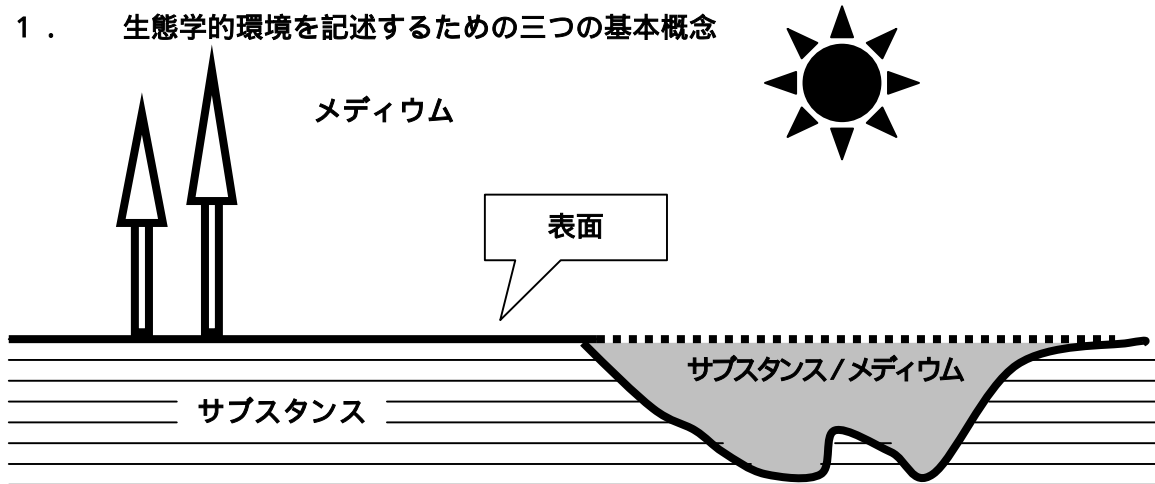 １． 生態学的環境を記述するための三つの基本概念
メディウム
表面
サブスタンス/メディウム
サブスタンス